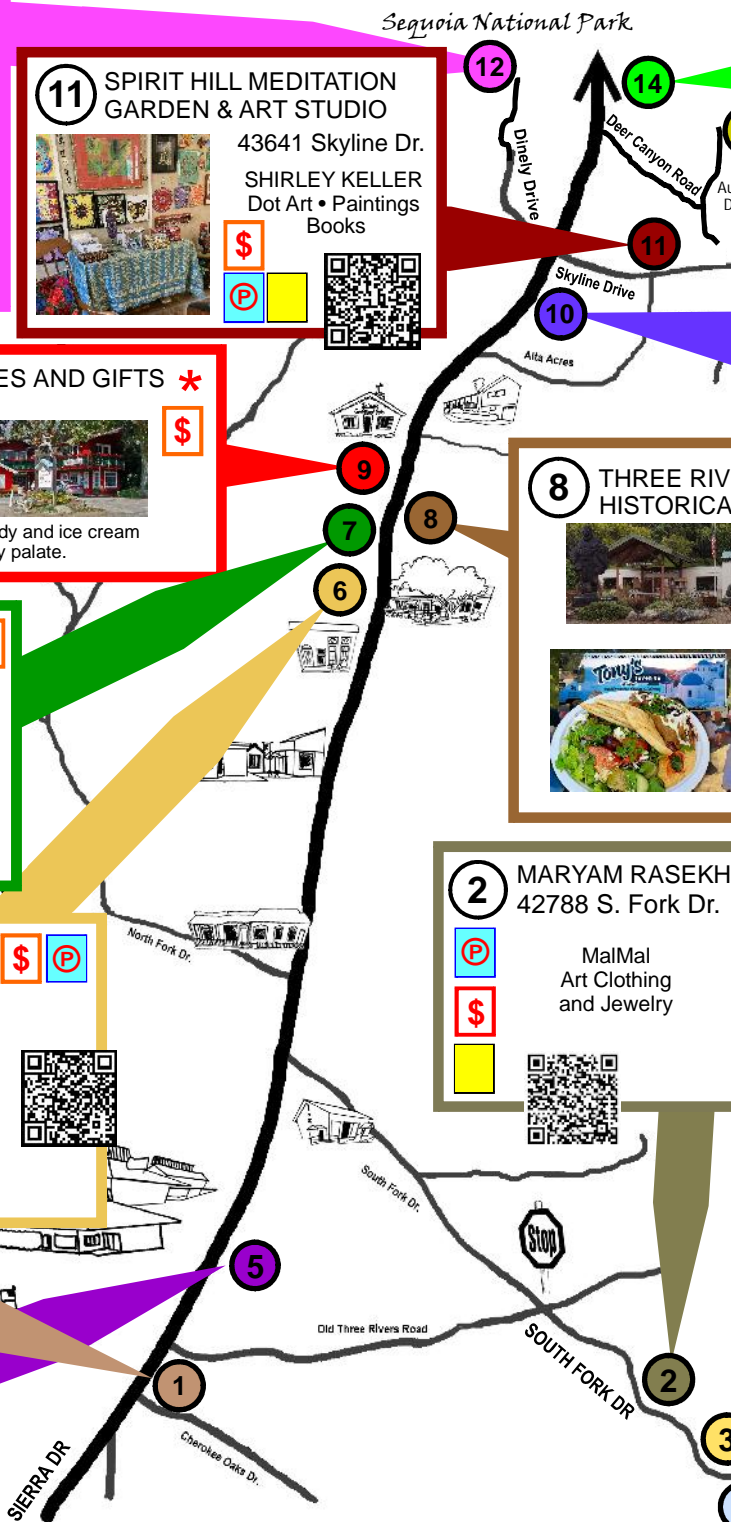 Sequoia National Park
12
14
11
SPIRIT HILL MEDITATION
GARDEN & ART STUDIO
43641 Skyline Dr.
SHIRLEY KELLER
Dot Art • Paintings
Books
$
P
Dinely Drive
Deer Canyon Road
Au
D
11
Skyline Drive
10
Alta Acres
ES AND GIFTS *
$
dy and ice cream
y palate.
9
7
8
6
8
THREE RIV
HISTORICA
Tony's
North Fork Dr.
$
P
2
MARYAM RASEKH
42788 S. Fork Dr.
P
MalMal
Art Clothing
and Jewelry
$
South Fork Dr.
Stop
5
Old Three Rivers Road
SOUTH FORK DR
1
2
3
Cherokee Oaks Dr.
SIERRA DR